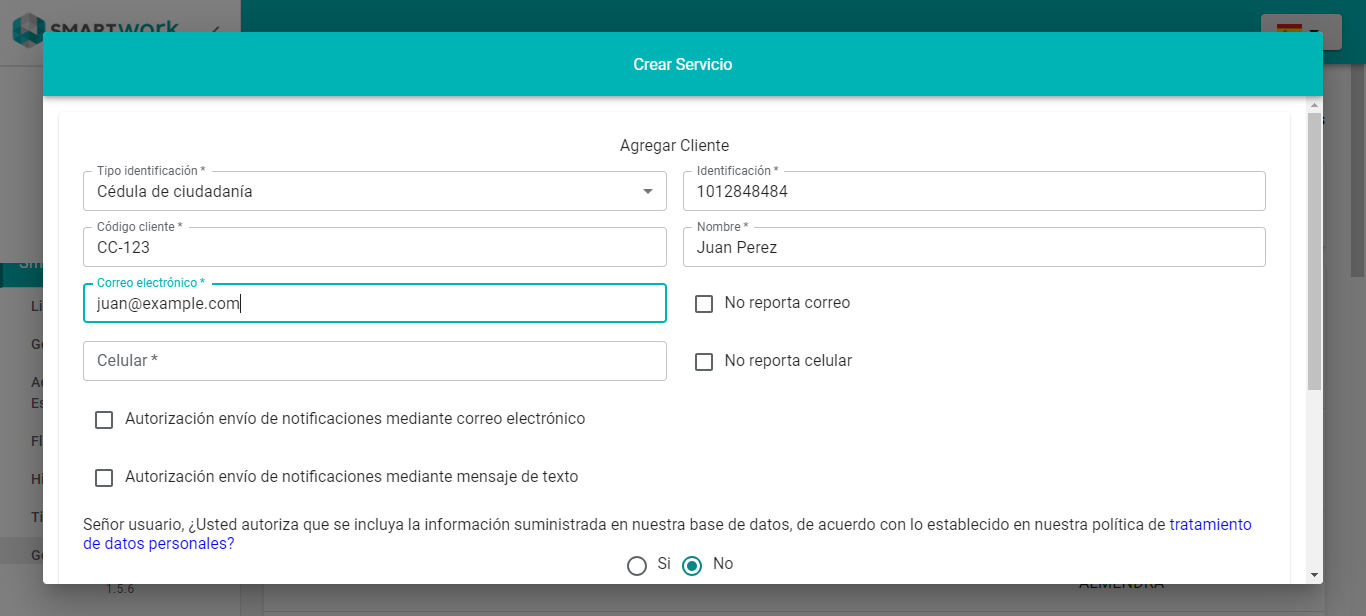 SMARTWORK
Crear Servicio
Agregar Cliente
Tipo identificación *
Cédula de ciudadanía
Identificación *
1012848484
Código cliente *
CC-123
Nombre *
Juan Perez
Correo electrónico *
juan@example.com
No reporta correo
Celular *
No reporta celular
Autorización envío de notificaciones mediante correo electrónico
Autorización envío de notificaciones mediante mensaje de texto
Señor usuario, ¿Usted autoriza que se incluya la información suministrada en nuestra base de datos, de acuerdo con lo establecido en nuestra política de tratamiento
de datos personales?
Si
No
1.5.6
ALMENDRA